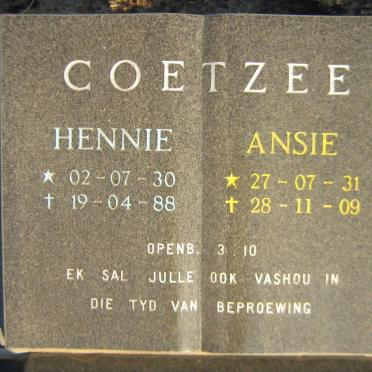 COETZEE
HENNIE ANSIE
★ 02-07-30 ★ 27-07-31
✝ 19-04-88 ✝ 28-11-09
OPENB. 3:10
EK SAL JULLE OOK VASHOU IN
DIE TYD VAN BEPROEWING